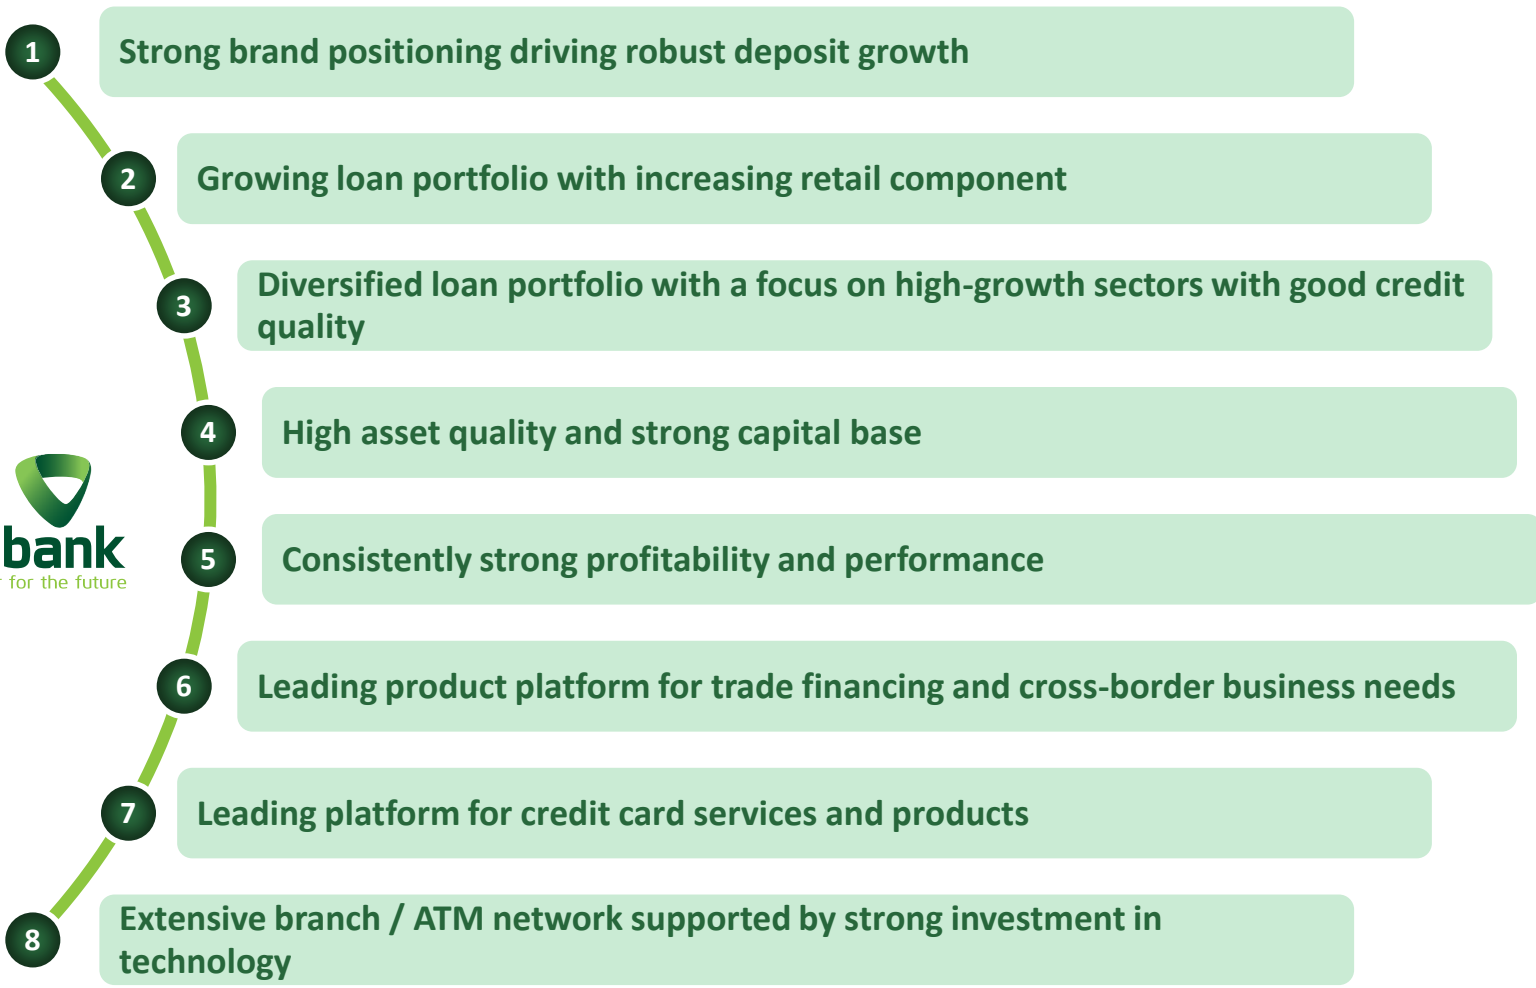 1
Strong brand positioning driving robust deposit growth
2
Growing loan portfolio with increasing retail component
3
Diversified loan portfolio with a focus on high-growth sectors with good credit
quality
4
High asset quality and strong capital base
bank
for the future
5
Consistently strong profitability and performance
6
Leading product platform for trade financing and cross-border business needs
7
Leading platform for credit card services and products
8
Extensive branch / ATM network supported by strong investment in
technology